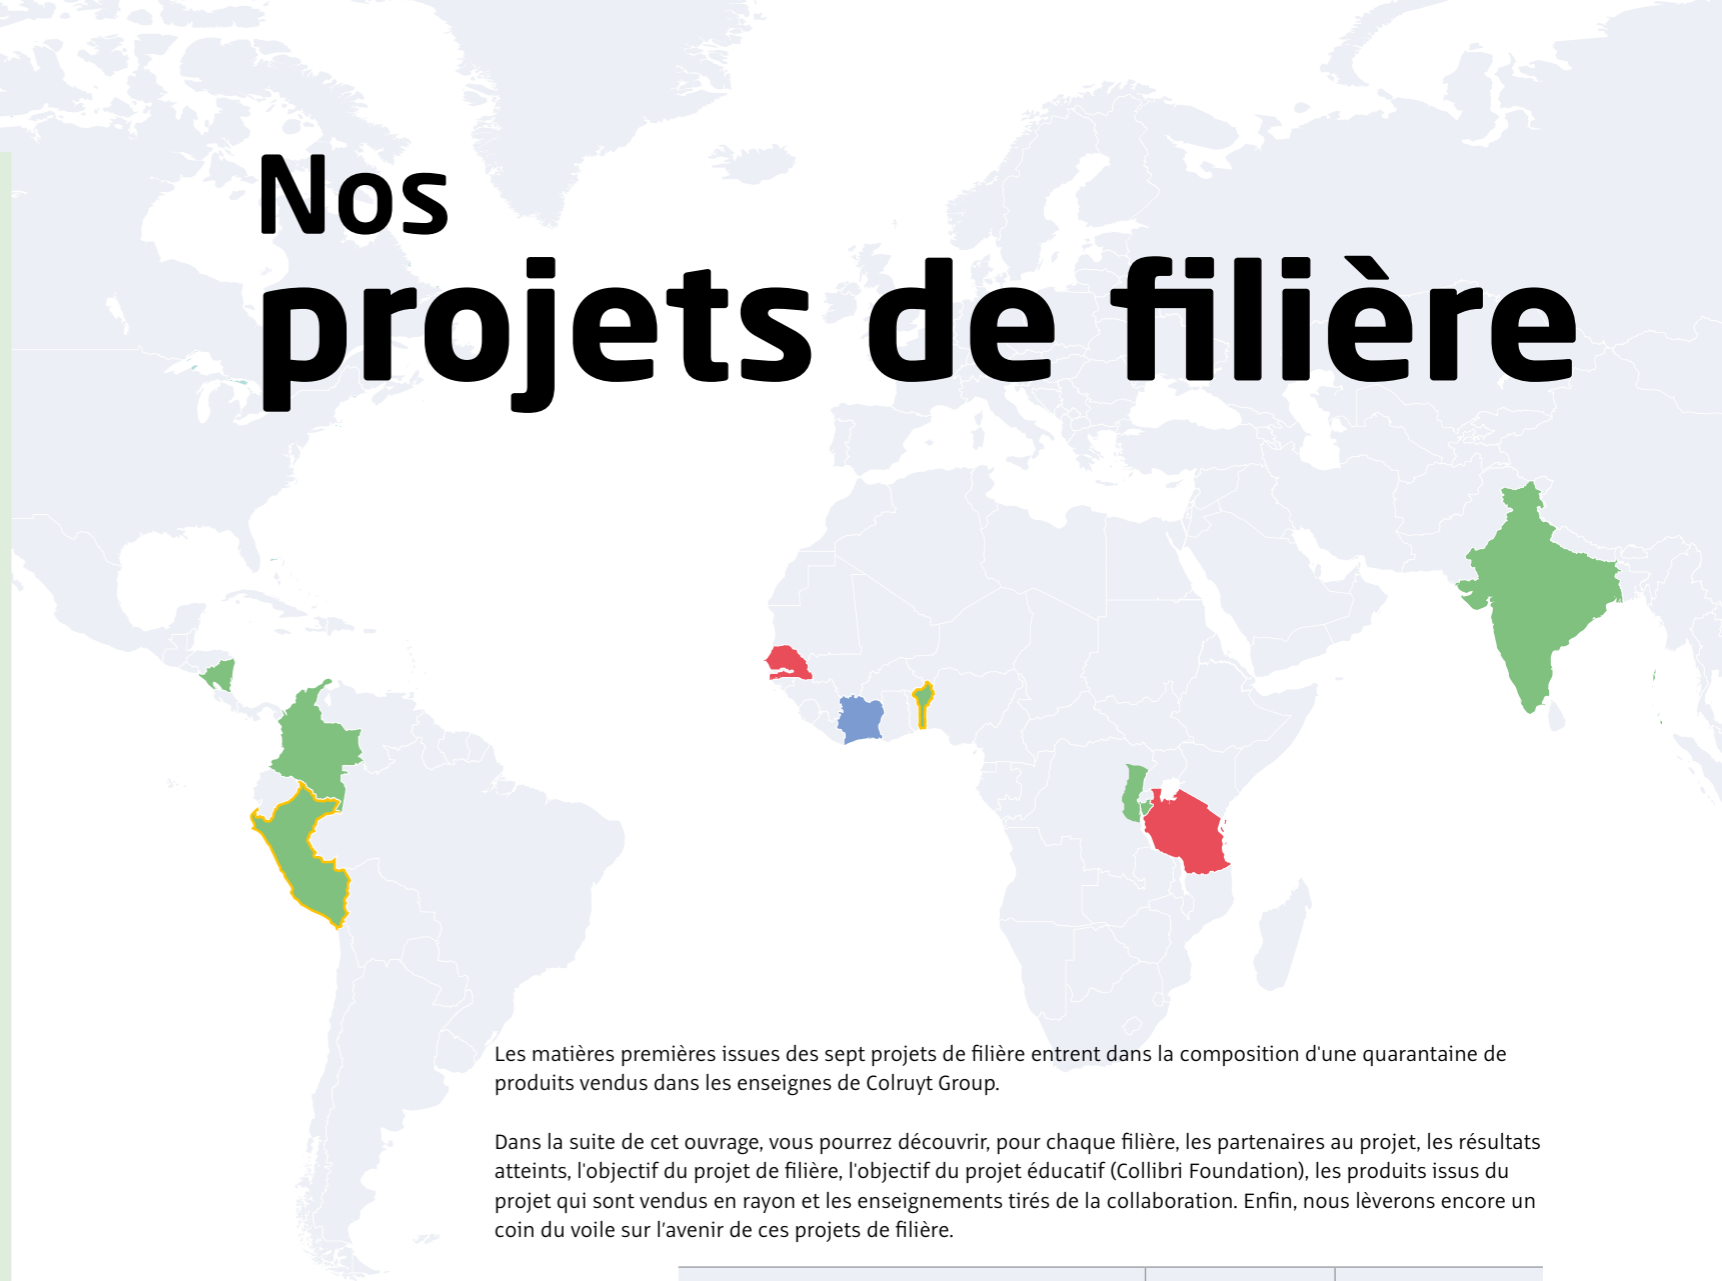 Nos
projets de filière
Les matières premières issues des sept projets de filière entrent dans la composition d'une quarantaine de
produits vendus dans les enseignes de Colruyt Group.
Dans la suite de cet ouvrage, vous pourrez découvrir, pour chaque filière, les partenaires au projet, les résultats
atteints, l'objectif du projet de filière, l'objectif du projet éducatif (Collibri Foundation), les produits issus du
projet qui sont vendus en rayon et les enseignements tirés de la collaboration. Enfin, nous lèverons encore un
coin du voile sur l'avenir de ces projets de filière.